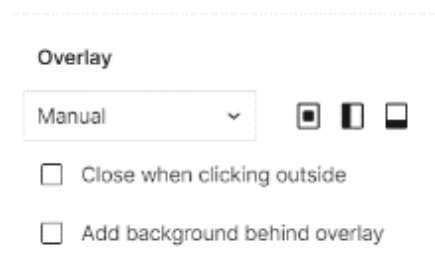 Overlay
Manual
Close when clicking outside
Add background behind overlay